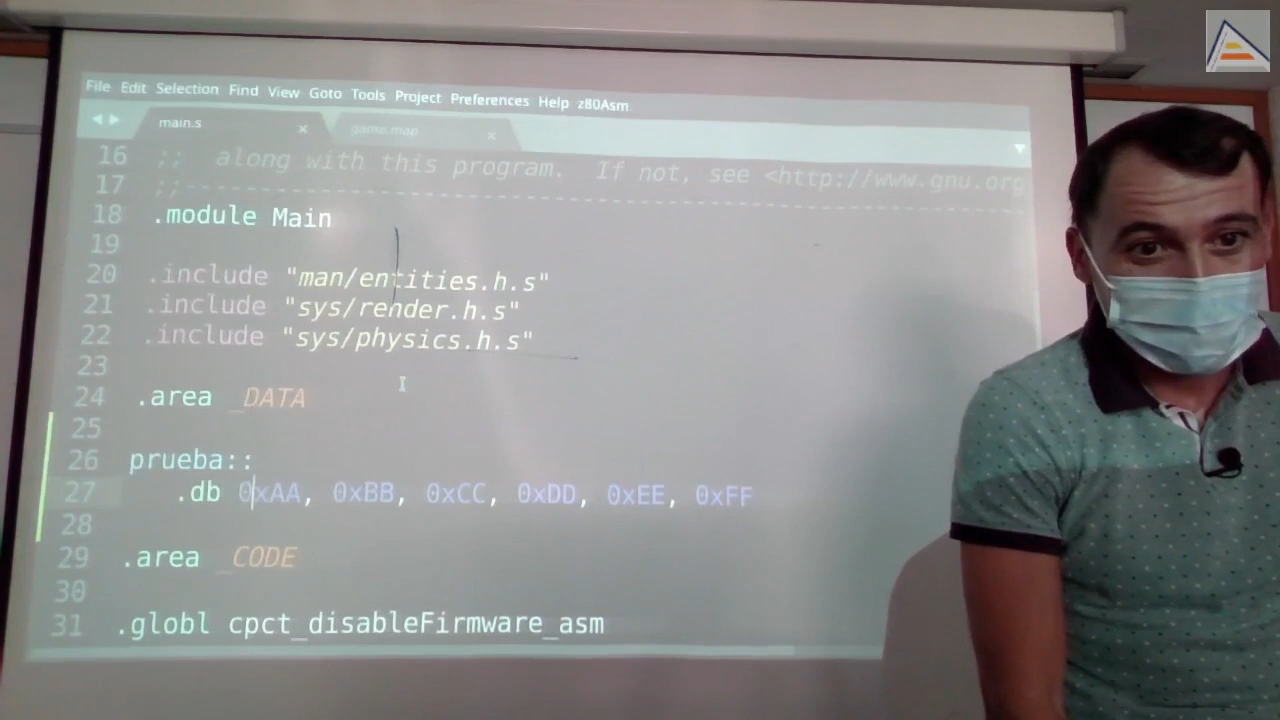 File Edit Selection Find View Goto Tools Project Preferences Help z80Asm
main.s × game.map ×
16 ;; along with this program. If not, see <http://www.gnu.org
17 ;;------------------------------------------------------------
18 .module Main
19
20 .include "man/entities.h.s"
21 .include "sys/render.h.s"
22 .include "sys/physics.h.s"
23
24 .area _DATA
25
26 prueba::
27 .db 0xAA, 0xBB, 0xCC, 0xDD, 0xEE, 0xFF
28
29 .area _CODE
30
31 .globl cpct_disableFirmware_asm